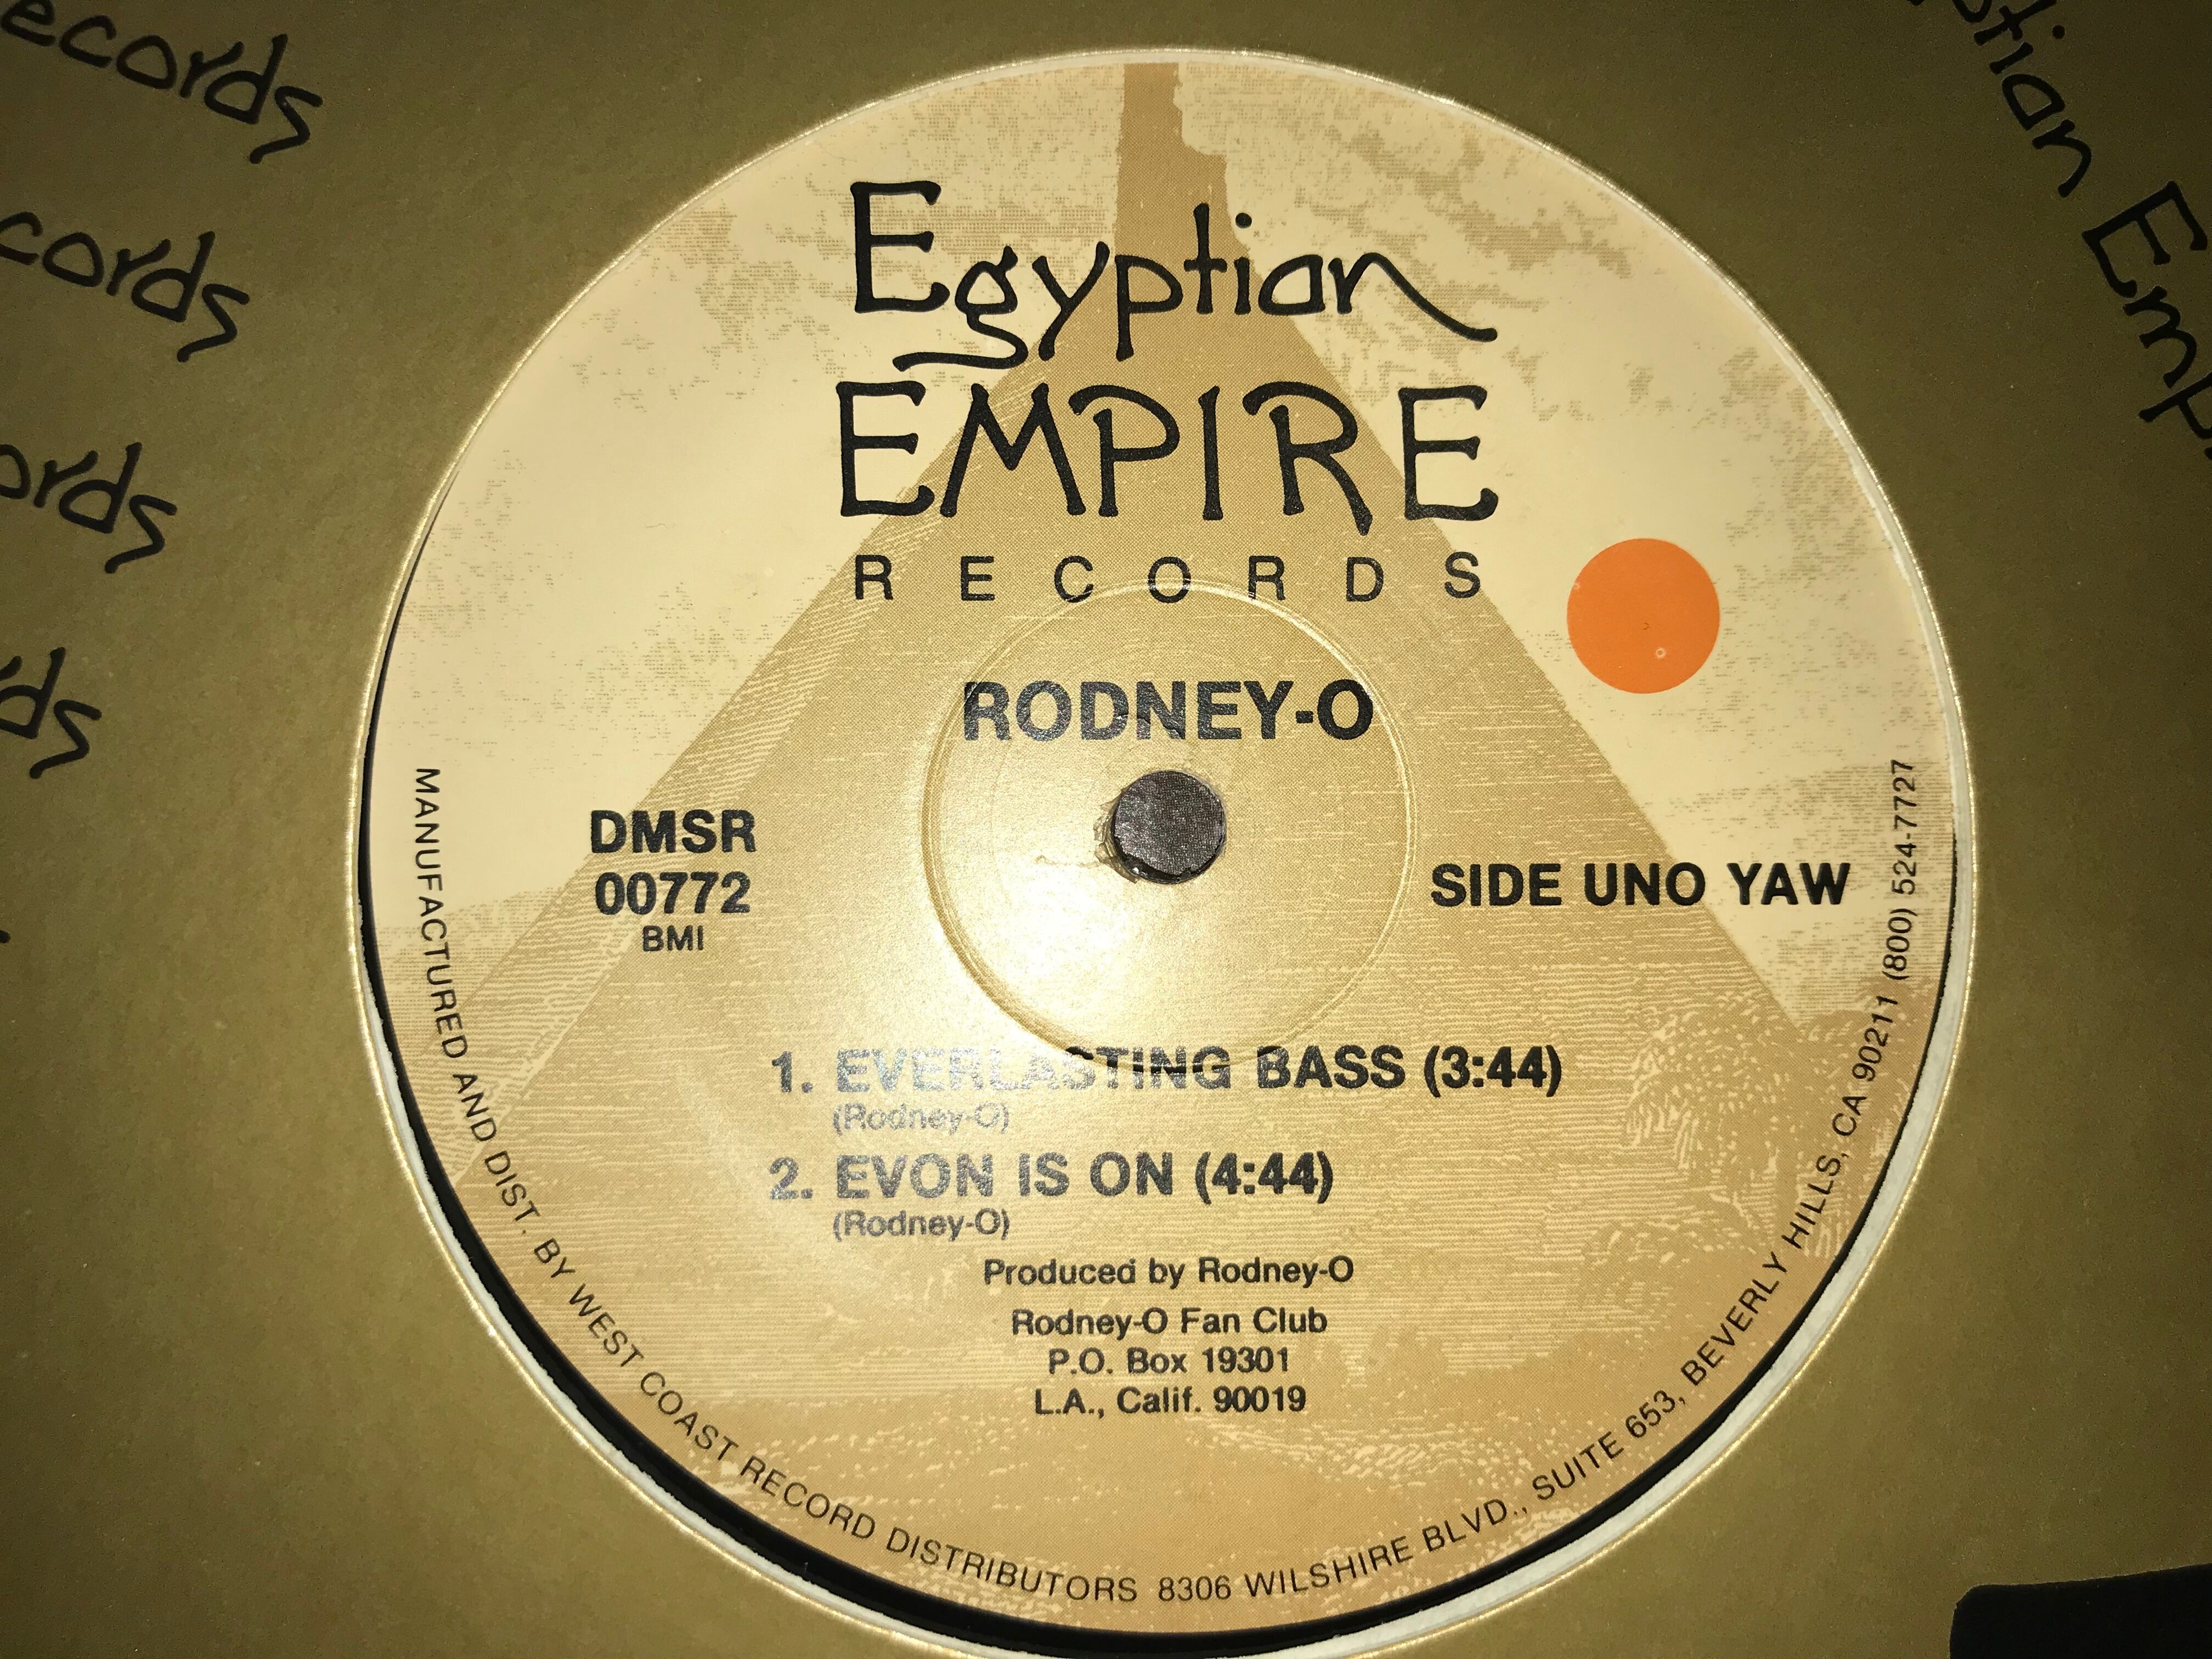 Egyptian
EMPIRE
RECORDS
RODNEY-O
DMSR
00772
BMI
SIDE UNO YAW
1. EVERLASTING BASS (3:44)
(Rodney-O)
2. EVON IS ON (4:44)
(Rodney-O)
Produced by Rodney-O
Rodney-O Fan Club
P.O. Box 19301
L.A., Calif. 90019
MANUFACTURED AND DIST. BY WEST COAST RECORD DISTRIBUTORS 8306 WILSHIRE BLVD., SUITE 653, BEVERLY HILLS, CA 90211 (800) 524-7727
ecords
cords
ords
ds
ptian Emp